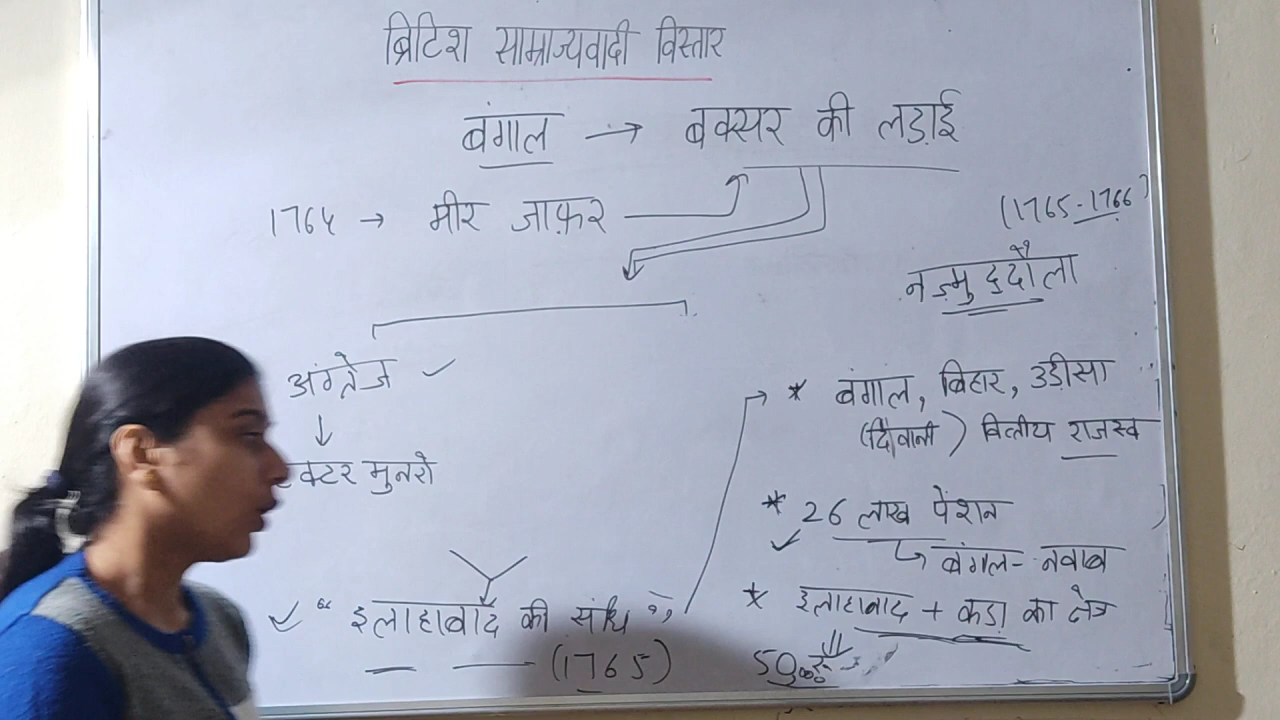 ब्रिटिश साम्राज्यवादी विस्तार
बंगाल → बक्सर की लड़ाई
1764 → मीर जाफ़र
(1765-1766)
नज्मुद्दौला
अंग्रेज ✓
↓
क्टर मुनरो
✓ "इलाहाबाद की संधि"
(1765)
* बंगाल, बिहार, उड़ीसा
(दिवानी) वित्तीय राजस्व
* 26 लाख पेंशन
✓ ↳ बंगाल- नवाब
* इलाहाबाद + कड़ा का क्षेत्र